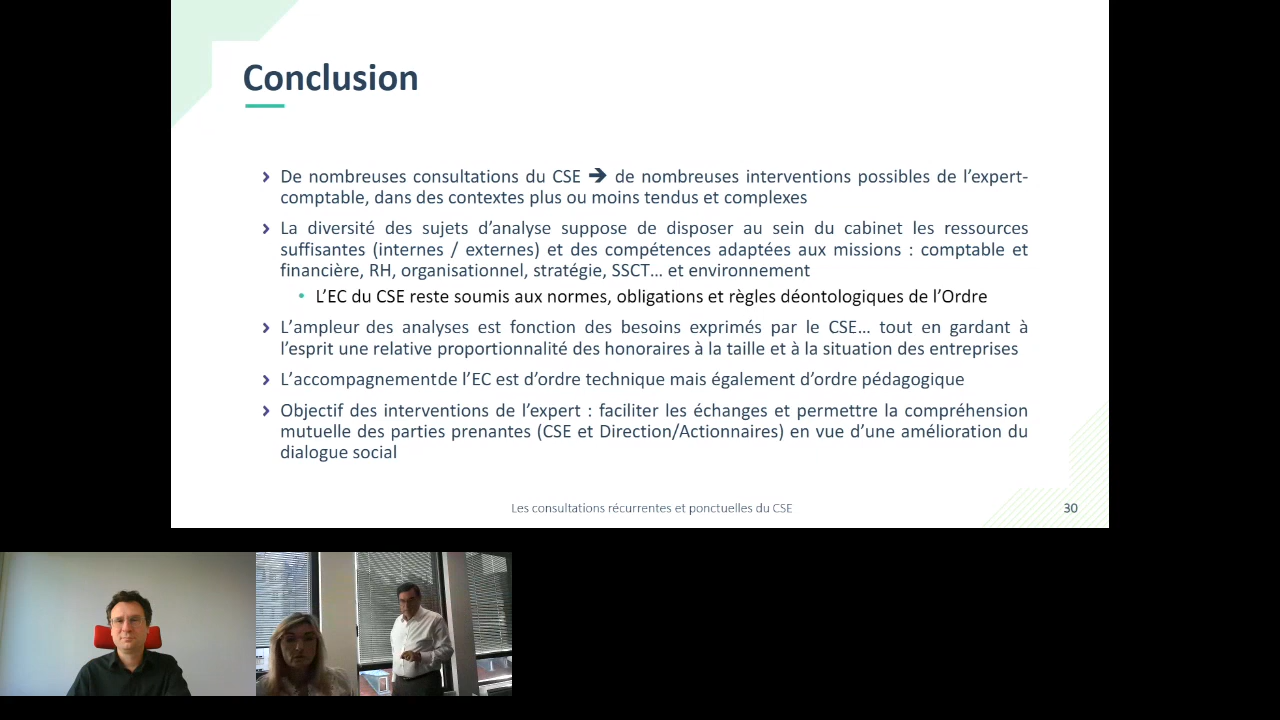 Conclusion
De nombreuses consultations du CSE ➔ de nombreuses interventions possibles de l’expert-
comptable, dans des contextes plus ou moins tendus et complexes
La diversité des sujets d’analyse suppose de disposer au sein du cabinet les ressources
suffisantes (internes / externes) et des compétences adaptées aux missions : comptable et
financière, RH, organisationnel, stratégie, SSCT… et environnement
L’EC du CSE reste soumis aux normes, obligations et règles déontologiques de l’Ordre
L’ampleur des analyses est fonction des besoins exprimés par le CSE… tout en gardant à
l’esprit une relative proportionnalité des honoraires à la taille et à la situation des entreprises
L’accompagnement de l’EC est d’ordre technique mais également d’ordre pédagogique
Objectif des interventions de l’expert : faciliter les échanges et permettre la compréhension
mutuelle des parties prenantes (CSE et Direction/Actionnaires) en vue d’une amélioration du
dialogue social
Les consultations récurrentes et ponctuelles du CSE
30